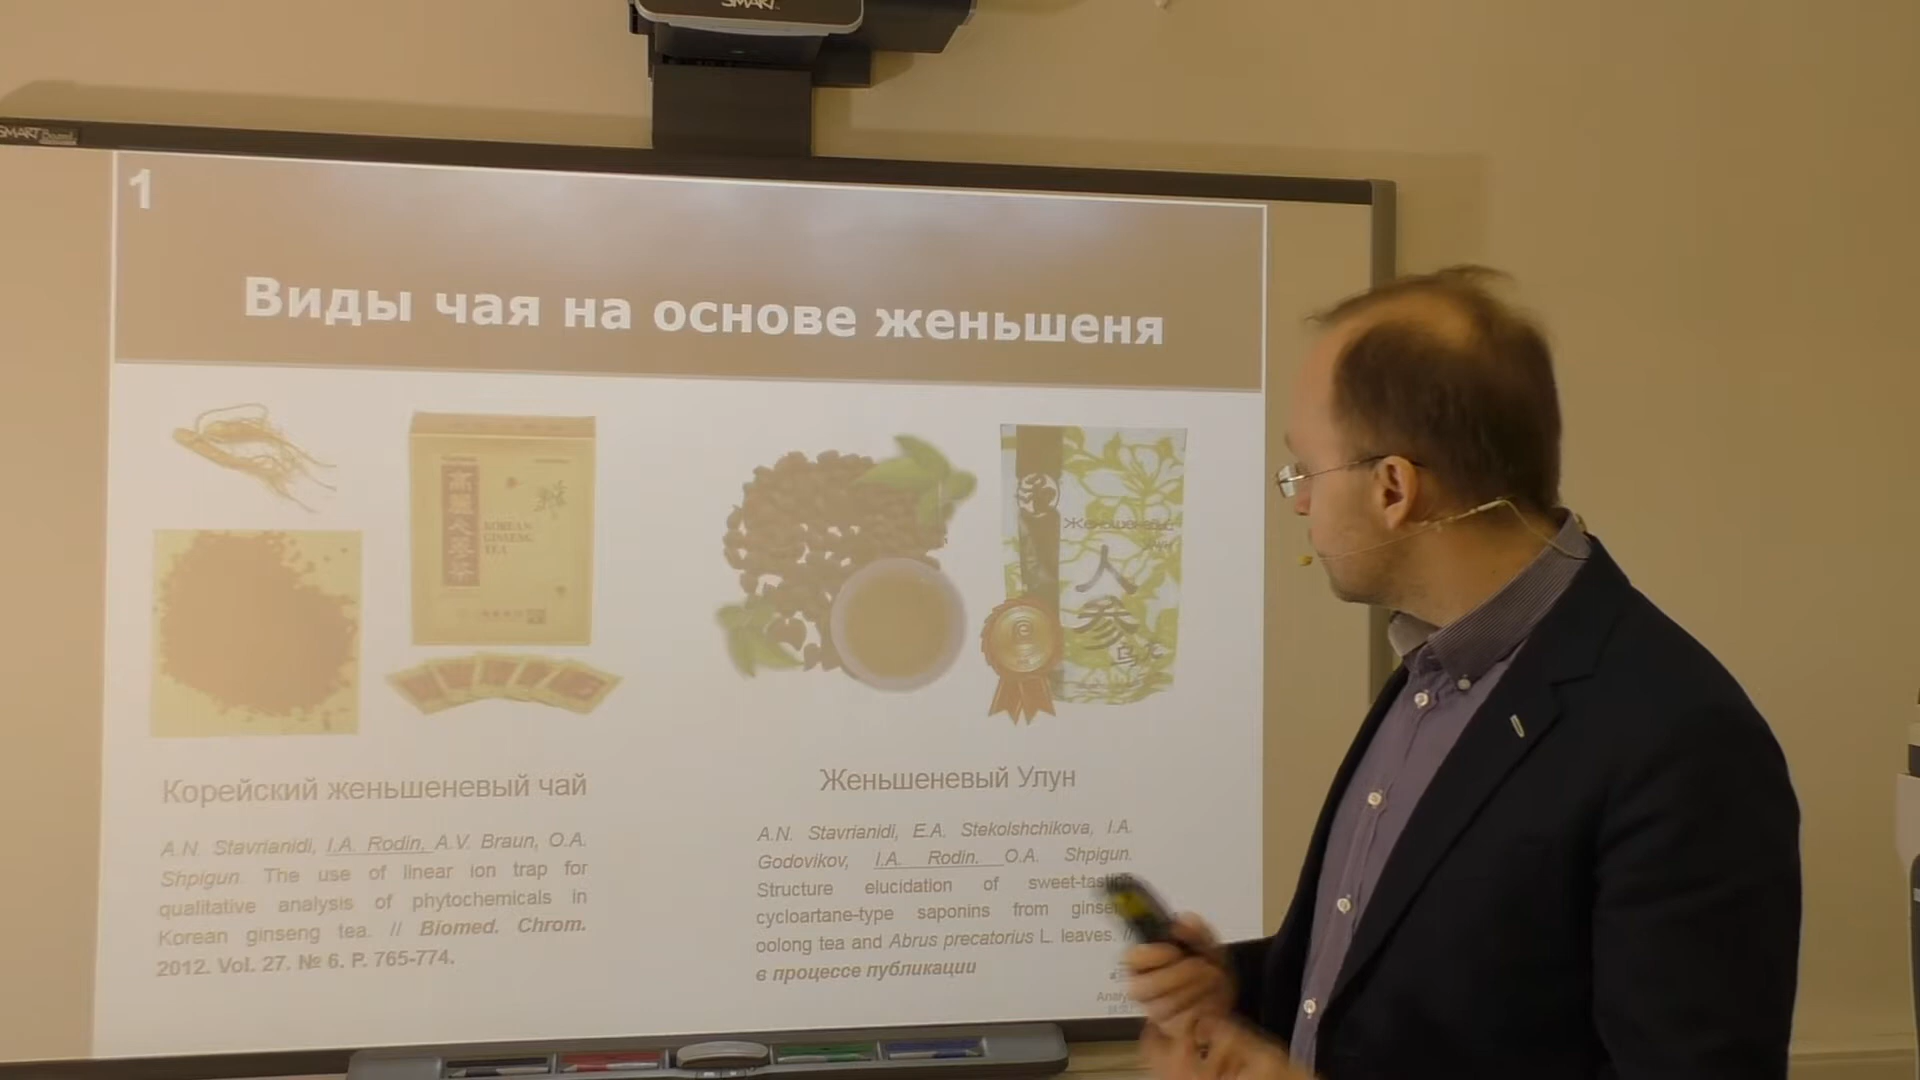 SMART
SMART Board
1
Виды чая на основе женьшеня
KOREAN
GINSENG
TEA
Женьшеневый
人
参
乌
Корейский женьшеневый чай
A.N. Stavrianidi, I.A. Rodin, A.V. Braun, O.A.
Shpigun. The use of linear ion trap for
qualitative analysis of phytochemicals in
Korean ginseng tea. // Biomed. Chrom.
2012. Vol. 27. № 6. P. 765-774.
Женьшеневый Улун
A.N. Stavrianidi, E.A. Stekolshchikova, I.A.
Godovikov, I.A. Rodin, O.A. Shpigun.
Structure elucidation of sweet-tasting
cycloartane-type saponins from
oolong tea and Abrus precatorius L. leaves. //
в процессе публикации